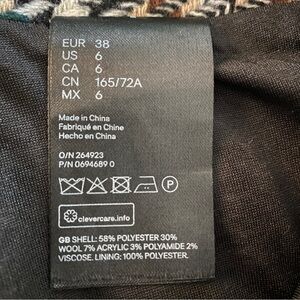 EUR 38
US 6
CA 6
CN 165/72A
MX 6
Made in China
Fabriqué en Chine
Hecho en China
O/N 264923
P/N 0694689 0
P
clevercare.info
GB SHELL: 58% POLYESTER 30%
WOOL 7% ACRYLIC 3% POLYAMIDE 2%
VISCOSE. LINING: 100% POLYESTER.